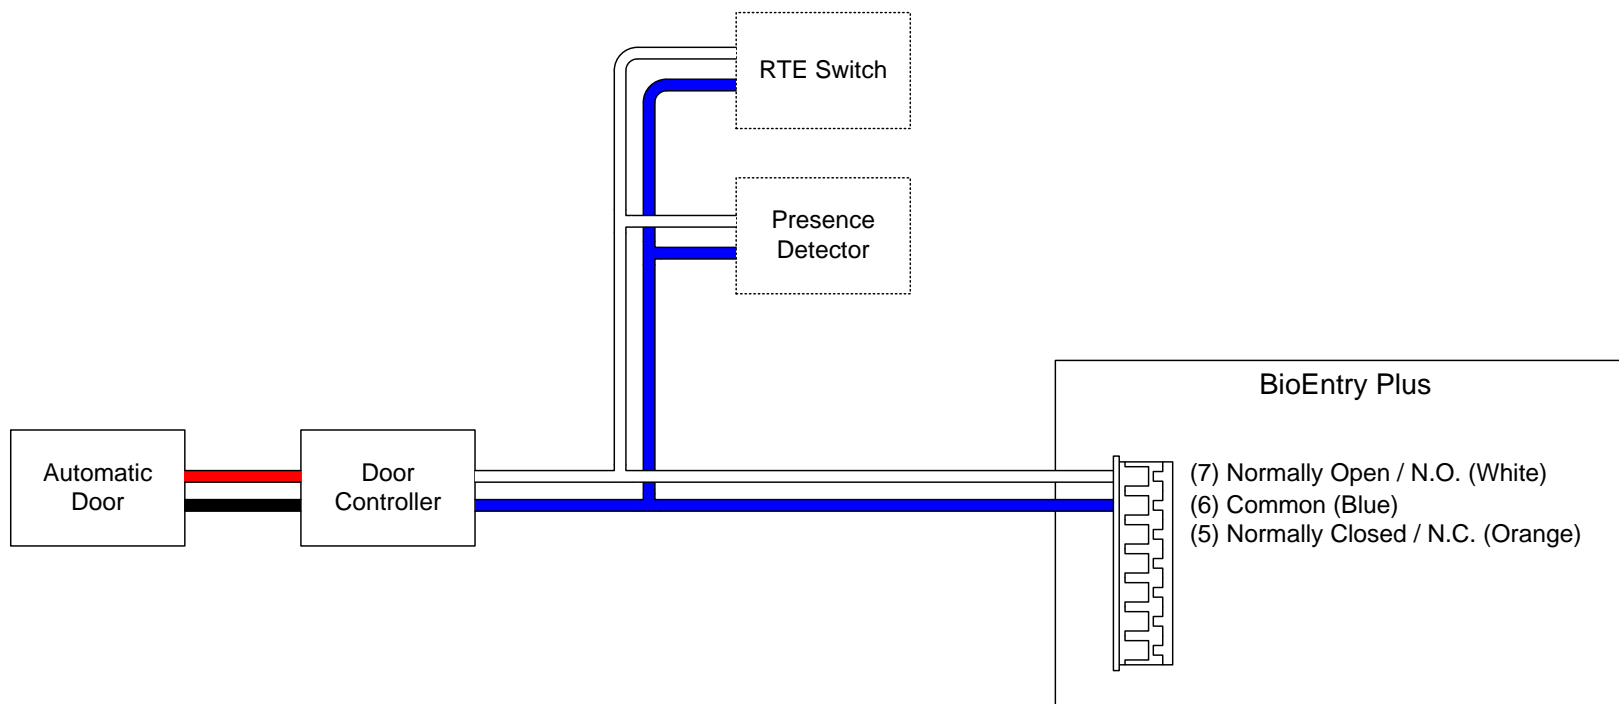 RTE Switch
Presence
Detector
BioEntry Plus
Automatic
Door
Door
Controller
(7) Normally Open / N.O. (White)
(6) Common (Blue)
(5) Normally Closed / N.C. (Orange)